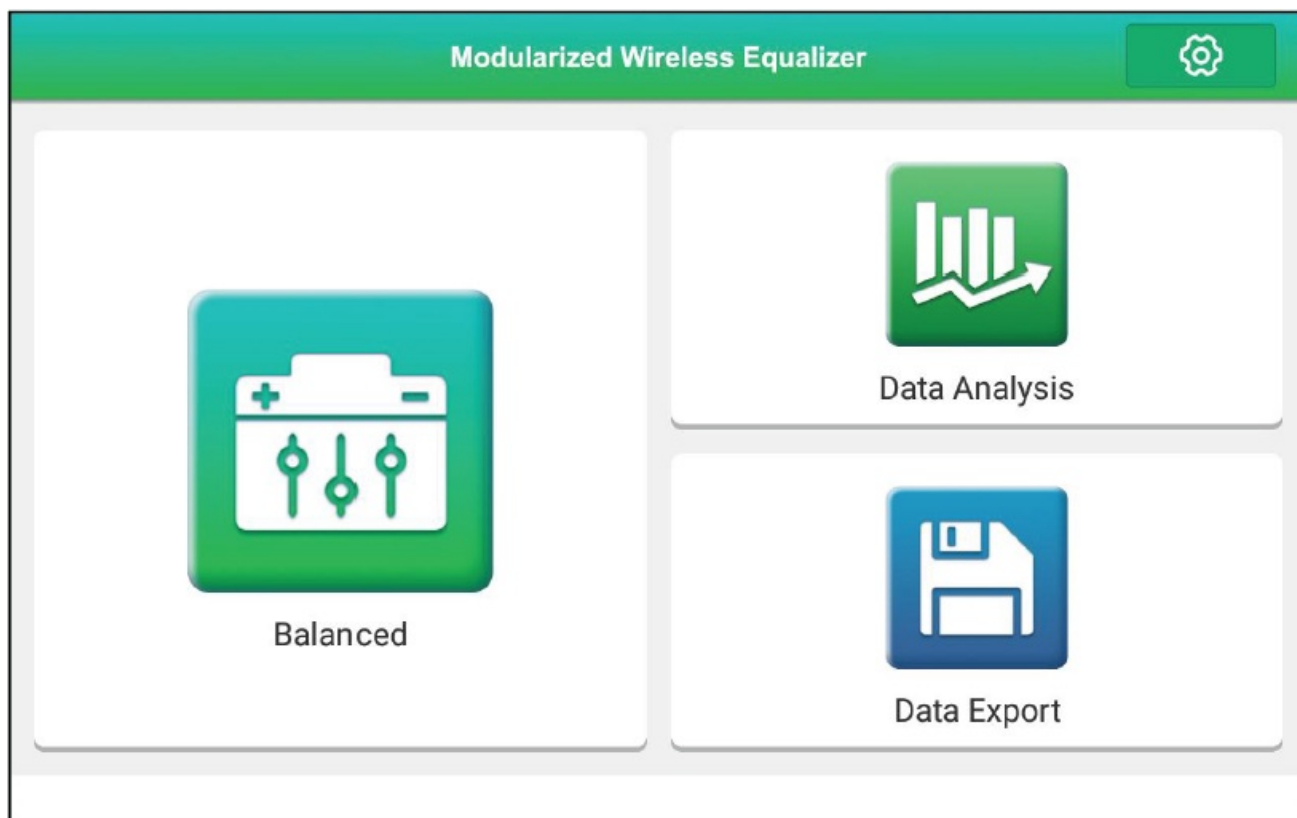 Modularized Wireless Equalizer
Balanced
Data Analysis
Data Export